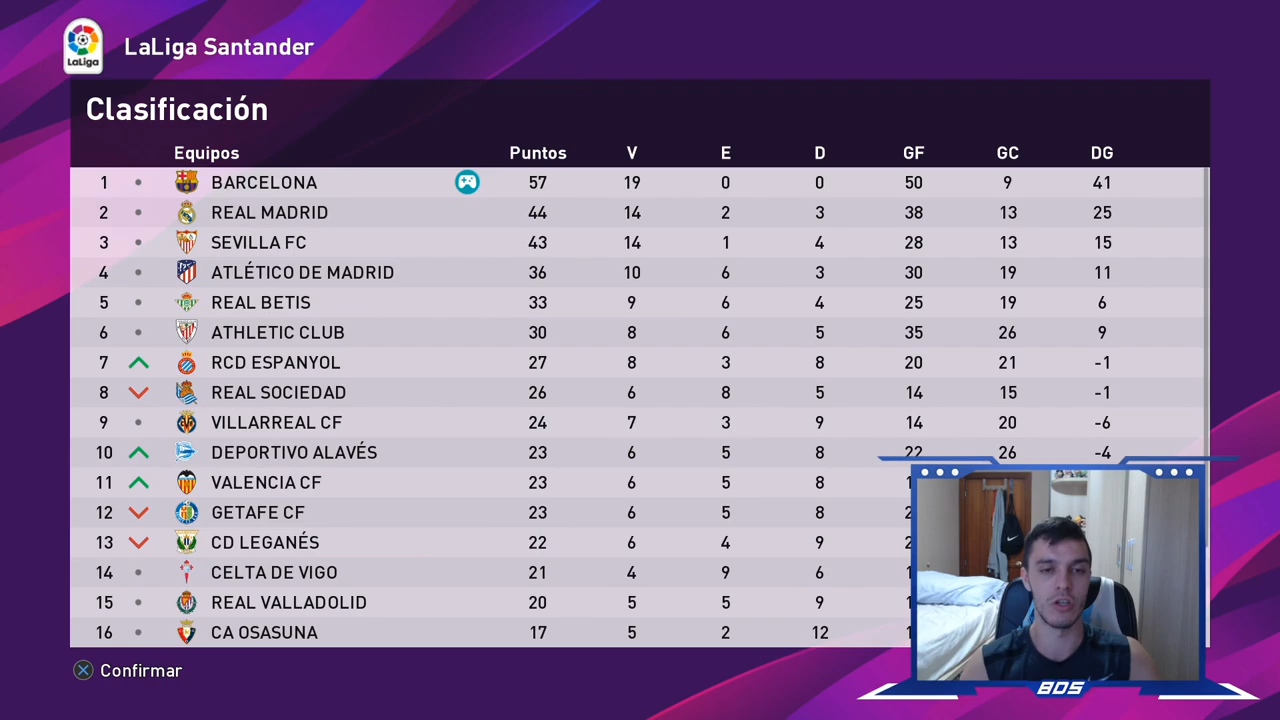 LaLiga Santander
LaLiga
Clasificación
Equipos Puntos V E D GF GC DG
1 BARCELONA 57 19 0 0 50 9 41
2 REAL MADRID 44 14 2 3 38 13 25
3 SEVILLA FC 43 14 1 4 28 13 15
4 ATLÉTICO DE MADRID 36 10 6 3 30 19 11
5 REAL BETIS 33 9 6 4 25 19 6
6 ATHLETIC CLUB 30 8 6 5 35 26 9
7 RCD ESPANYOL 27 8 3 8 20 21 -1
8 REAL SOCIEDAD 26 6 8 5 14 15 -1
9 VILLARREAL CF 24 7 3 9 14 20 -6
10 DEPORTIVO ALAVÉS 23 6 5 8 22 26 -4
11 VALENCIA CF 23 6 5 8
12 GETAFE CF 23 6 5 8
13 CD LEGANÉS 22 6 4 9
14 CELTA DE VIGO 21 4 9 6
15 REAL VALLADOLID 20 5 5 9
16 CA OSASUNA 17 5 2 12
Confirmar
BDS